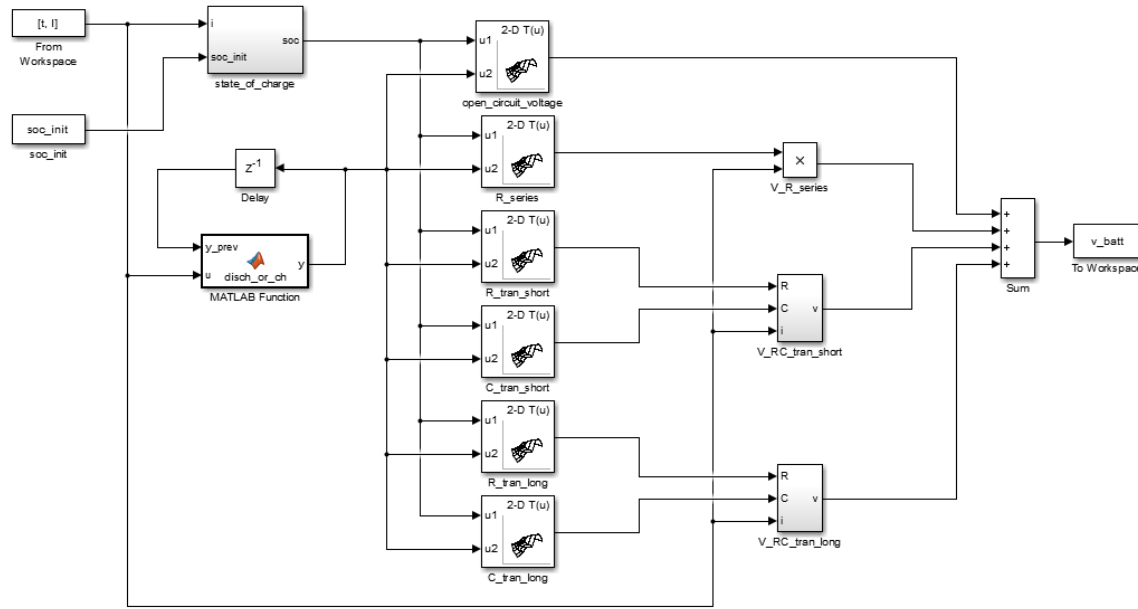 [t, I]
From
Workspace
i
soc_init
soc
state_of_charge
soc_init
soc_init
z-1
Delay
y_prev
u
y
disch_or_ch
MATLAB Function
2-D T(u)
u1
u2
open_circuit_voltage
2-D T(u)
u1
u2
R_series
2-D T(u)
u1
u2
R_tran_short
2-D T(u)
u1
u2
C_tran_short
2-D T(u)
u1
u2
R_tran_long
2-D T(u)
u1
u2
C_tran_long
×
V_R_series
R
C
i
v
V_RC_tran_short
R
C
i
v
V_RC_tran_long
+
+
+
+
Sum
v_batt
To Workspace